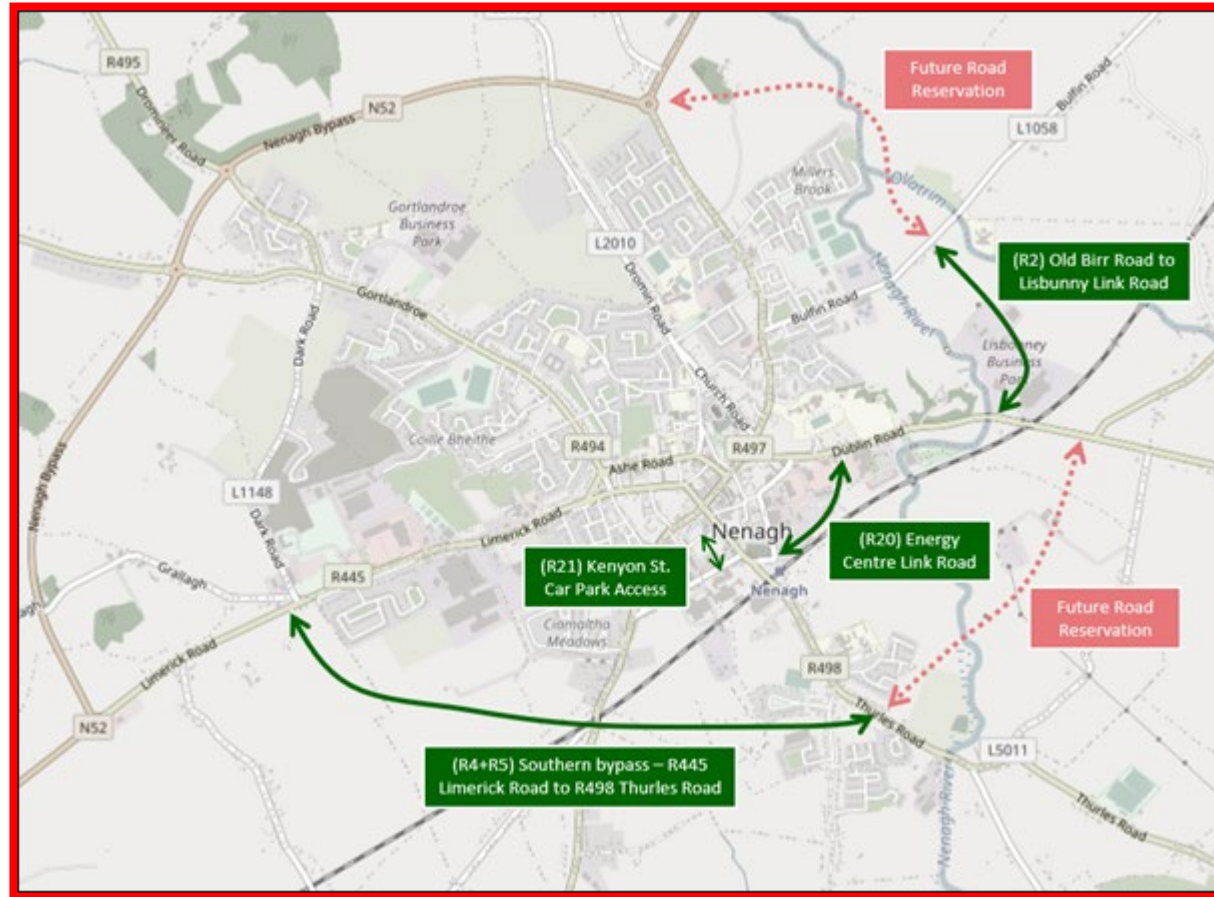 R495
Dromineer Road
N52
Nenagh Bypass
Future Road
Reservation
Bulfin Road
L1058
Ollatrim
Millers
Brook
Gortlandroe
Business
Park
L2010
Dromin Road
Nenagh River
(R2) Old Birr Road to
Lisbunny Link Road
Gortlandroe
Dark Road
Bulfin Road
Lisbunney
Business
Park
Church Road
Coille Bheithe
R494
R497
Dublin Road
Ashe Road
Nenagh Bypass
L1148
Limerick Road
Dark Road
Nenagh
(R20) Energy
Centre Link Road
(R21) Kenyon St.
Car Park Access
R445
Grallagh
Nenagh
Ciamaltha
Meadows
Future Road
Reservation
Limerick Road
R498
N52
Thurles Road
L5011
(R4+R5) Southern bypass – R445
Limerick Road to R498 Thurles Road
Thurles Road
Nenagh River